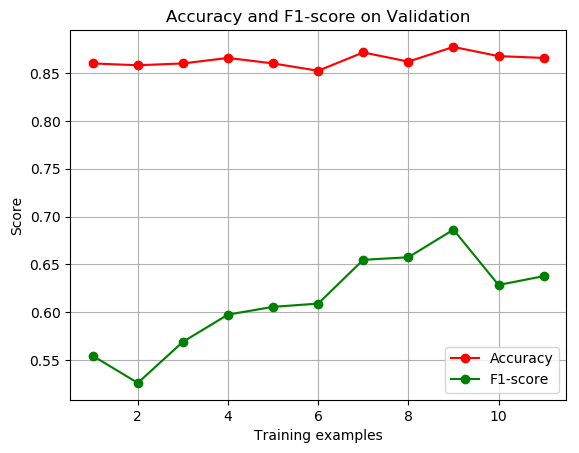 Accuracy and F1-score on Validation
Score
0.85
0.80
0.75
0.70
0.65
0.60
0.55
Accuracy
F1-score
2 4 6 8 10
Training examples